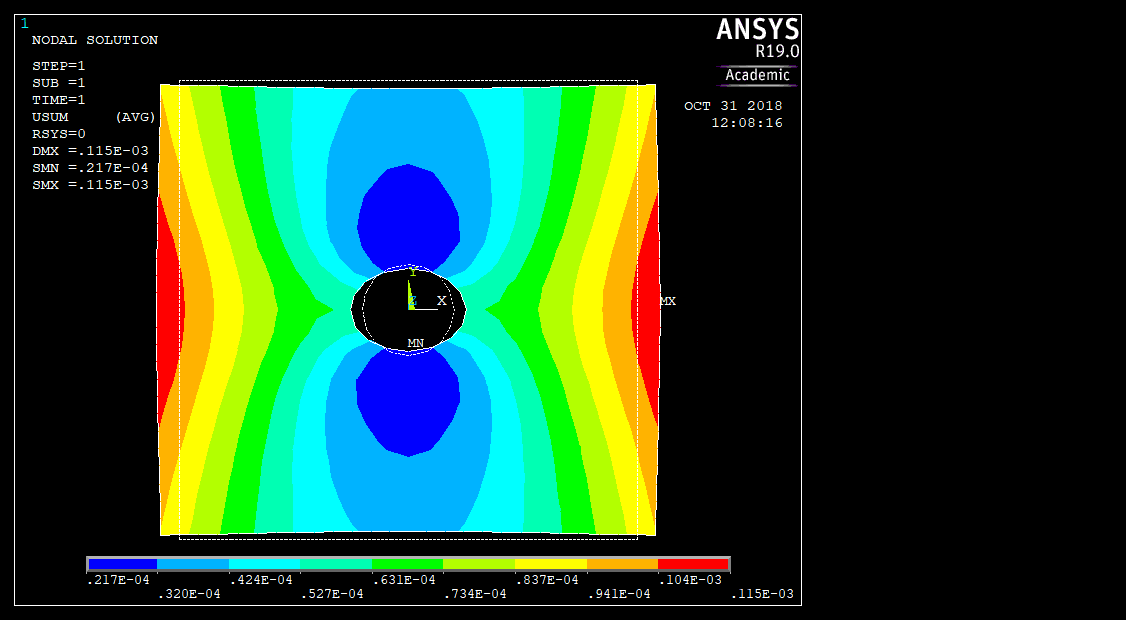 1
NODAL SOLUTION
STEP=1
SUB =1
TIME=1
USUM (AVG)
RSYS=0
DMX =.115E-03
SMN =.217E-04
SMX =.115E-03
ANSYS
R19.0
Academic
OCT 31 2018
12:08:16
Y
Z
X
MX
MN
.217E-04
.320E-04
.424E-04
.527E-04
.631E-04
.734E-04
.837E-04
.941E-04
.104E-03
.115E-03